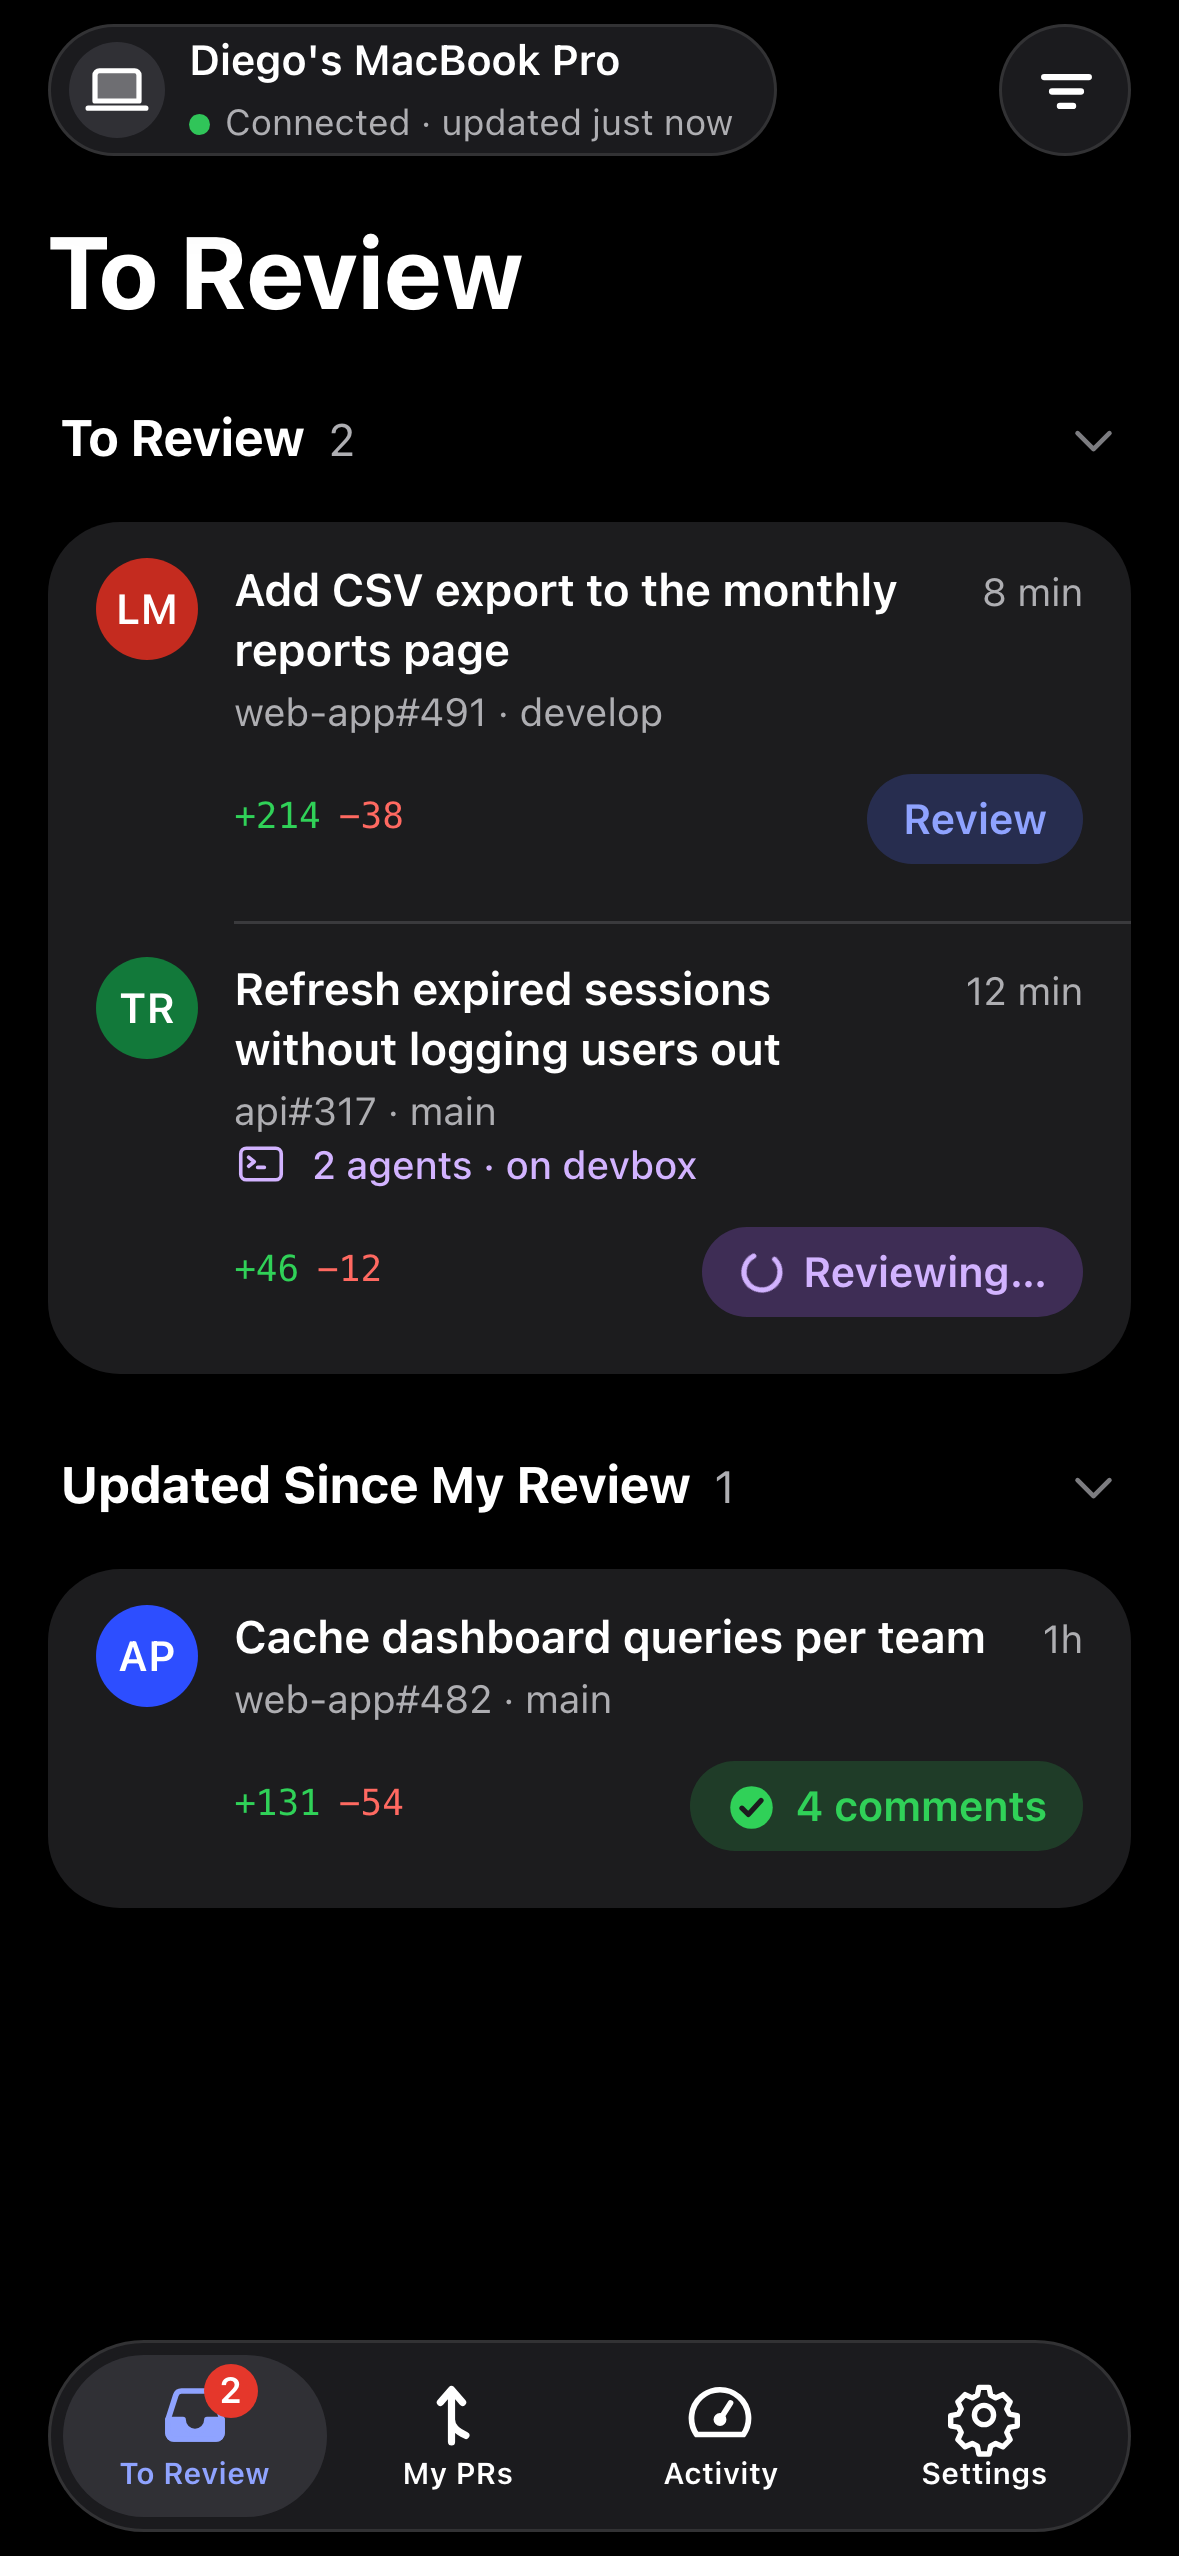 Diego's MacBook Pro
Connected · updated just now
To Review
To Review 2
LM
Add CSV export to the monthly
8 min
reports page
web-app#491 · develop
+214 −38
Review
TR
Refresh expired sessions
12 min
without logging users out
api#317 · main
2 agents · on devbox
+46 −12
Reviewing...
Updated Since My Review 1
AP
Cache dashboard queries per team
1h
web-app#482 · main
+131 −54
4 comments
2
To Review
My PRs
Activity
Settings